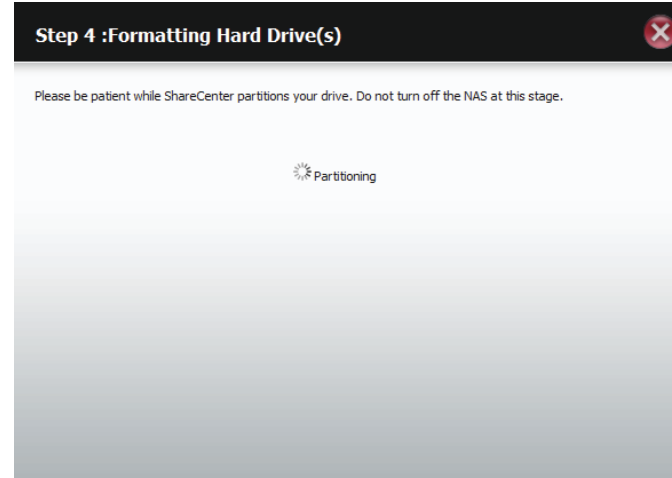 Step 4 :Formatting Hard Drive(s)
Please be patient while ShareCenter partitions your drive. Do not turn off the NAS at this stage.
Partitioning